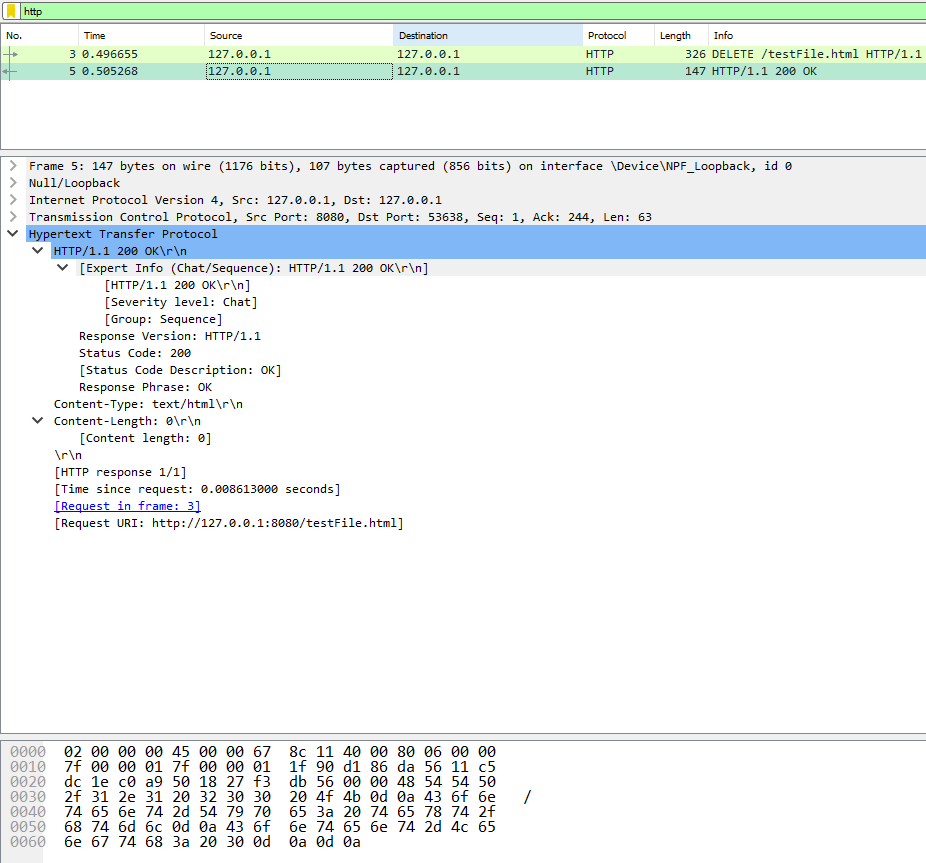 http
No. Time Source Destination Protocol Length Info
3 0.496655 127.0.0.1 127.0.0.1 HTTP 326 DELETE /testFile.html HTTP/1.1
5 0.505268 127.0.0.1 127.0.0.1 HTTP 147 HTTP/1.1 200 OK
Frame 5: 147 bytes on wire (1176 bits), 107 bytes captured (856 bits) on interface \Device\NPF_Loopback, id 0
Null/Loopback
Internet Protocol Version 4, Src: 127.0.0.1, Dst: 127.0.0.1
Transmission Control Protocol, Src Port: 8080, Dst Port: 53638, Seq: 1, Ack: 244, Len: 63
Hypertext Transfer Protocol
HTTP/1.1 200 OK\r\n
[Expert Info (Chat/Sequence): HTTP/1.1 200 OK\r\n]
[HTTP/1.1 200 OK\r\n]
[Severity level: Chat]
[Group: Sequence]
Response Version: HTTP/1.1
Status Code: 200
[Status Code Description: OK]
Response Phrase: OK
Content-Type: text/html\r\n
Content-Length: 0\r\n
[Content length: 0]
\r\n
[HTTP response 1/1]
[Time since request: 0.008613000 seconds]
[Request in frame: 3]
[Request URI: http://127.0.0.1:8080/testFile.html]
0000 02 00 00 00 45 00 00 67 8c 11 40 00 80 06 00 00
0010 7f 00 00 01 7f 00 00 01 1f 90 d1 86 da 56 11 c5
0020 dc 1e c0 a9 50 18 27 f3 db 56 00 00 48 54 54 50
0030 2f 31 2e 31 20 32 30 30 20 4f 4b 0d 0a 43 6f 6e /
0040 74 65 6e 74 2d 54 79 70 65 3a 20 74 65 78 74 2f
0050 68 74 6d 6c 0d 0a 43 6f 6e 74 65 6e 74 2d 4c 65
0060 6e 67 74 68 3a 20 30 0d 0a 0d 0a